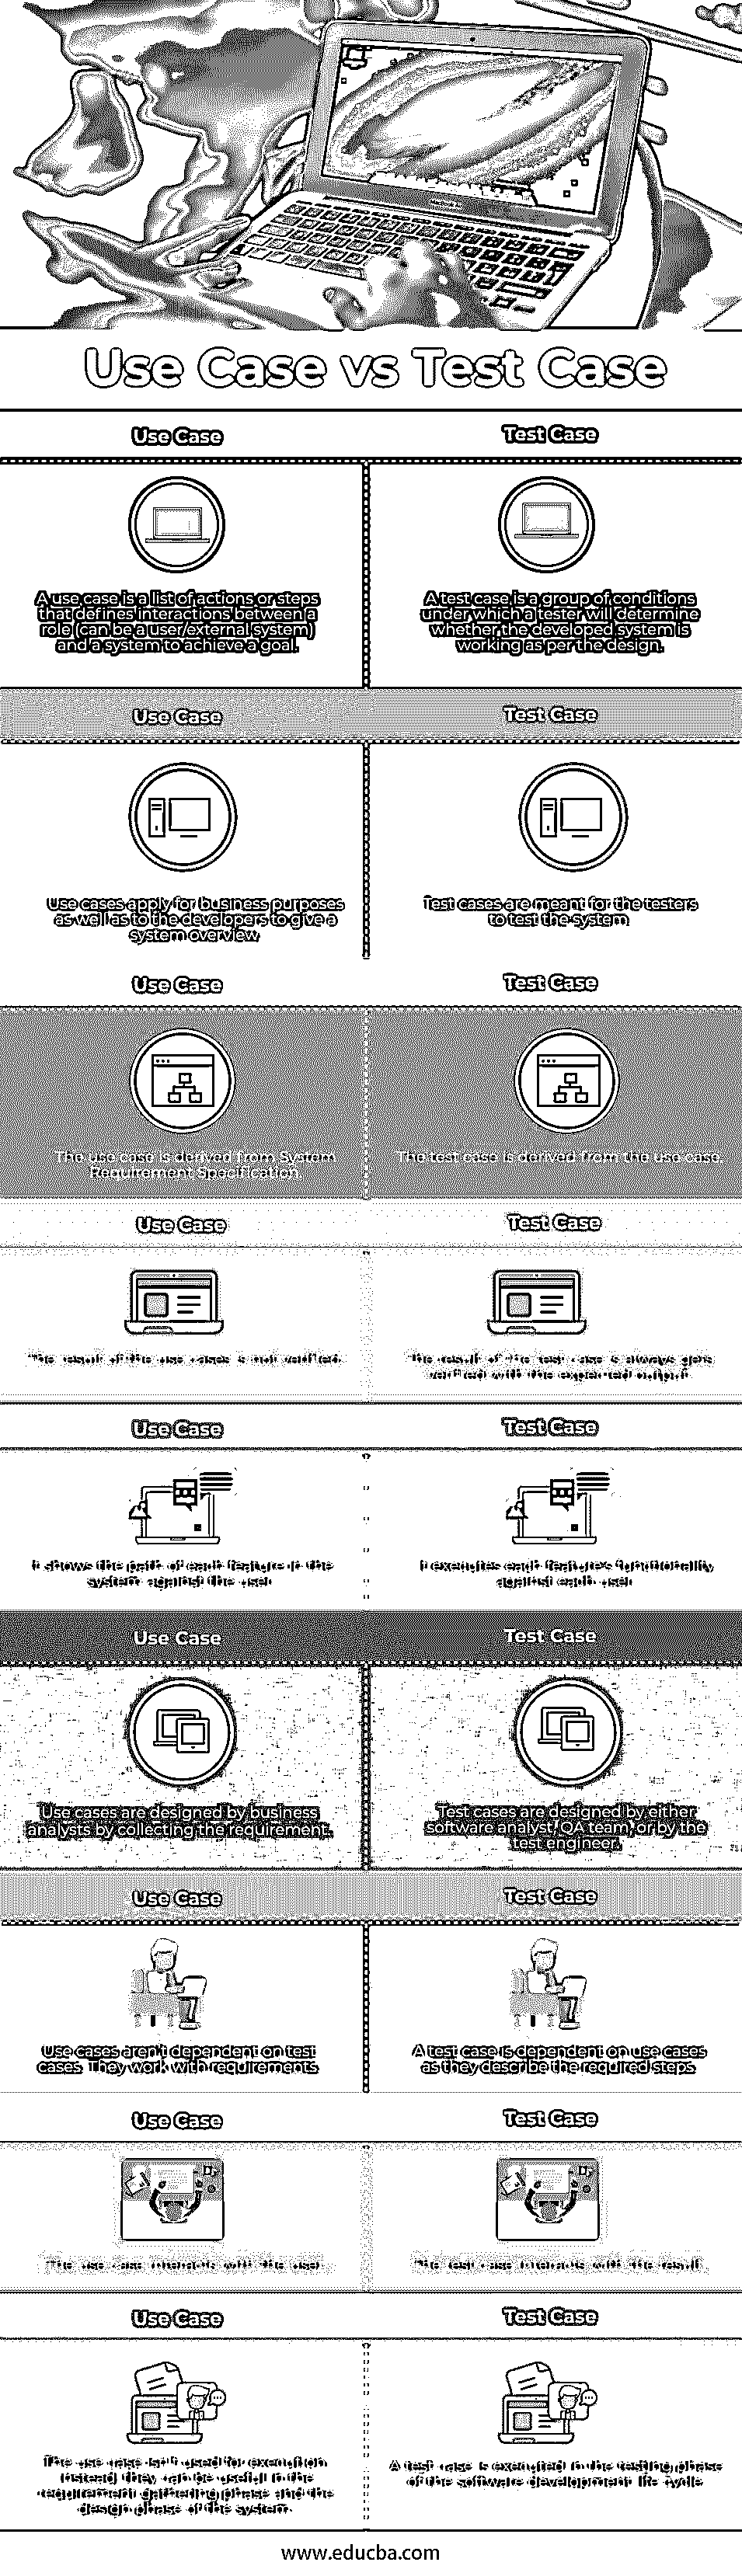 Use Case vs Test Case
Use Case
Test Case
A use case is a list of actions or steps
that defines interactions between a
role (can be a user/external system)
and a system to achieve a goal.
A test case is a group of conditions
under which a tester will determine
whether the developed system is
working as per the design.
Use Case
Test Case
Use cases apply for business purposes
as well as to the developers to give a
system overview
Test cases are meant for the testers
to test the system
Use Case
Test Case
The use case is derived from System
Requirement Specification.
The test case is derived from the use case.
Use Case
Test Case
The result of the use cases is not verified.
The result of the test case is always gets
verified with the expected output.
Use Case
Test Case
It shows the path of each feature in the
system against the user
It executes each feature's functionality
against each user
Use Case
Test Case
Use cases are designed by business
analysts by collecting the requirement.
Test cases are designed by either
software analyst, QA team, or by the
test engineer.
Use Case
Test Case
Use cases aren't dependent on test
cases. They work with requirements
A test case is dependent on use cases
as they describe the required steps.
Use Case
Test Case
The use case interacts with the user.
The test case interacts with the result.
Use Case
Test Case
The use case isn't used for execution
instead they can be useful in the
requirement gathering phase and the
design phase of the system.
A test case is executed in the testing phase
of the software development life cycle
www.educba.com